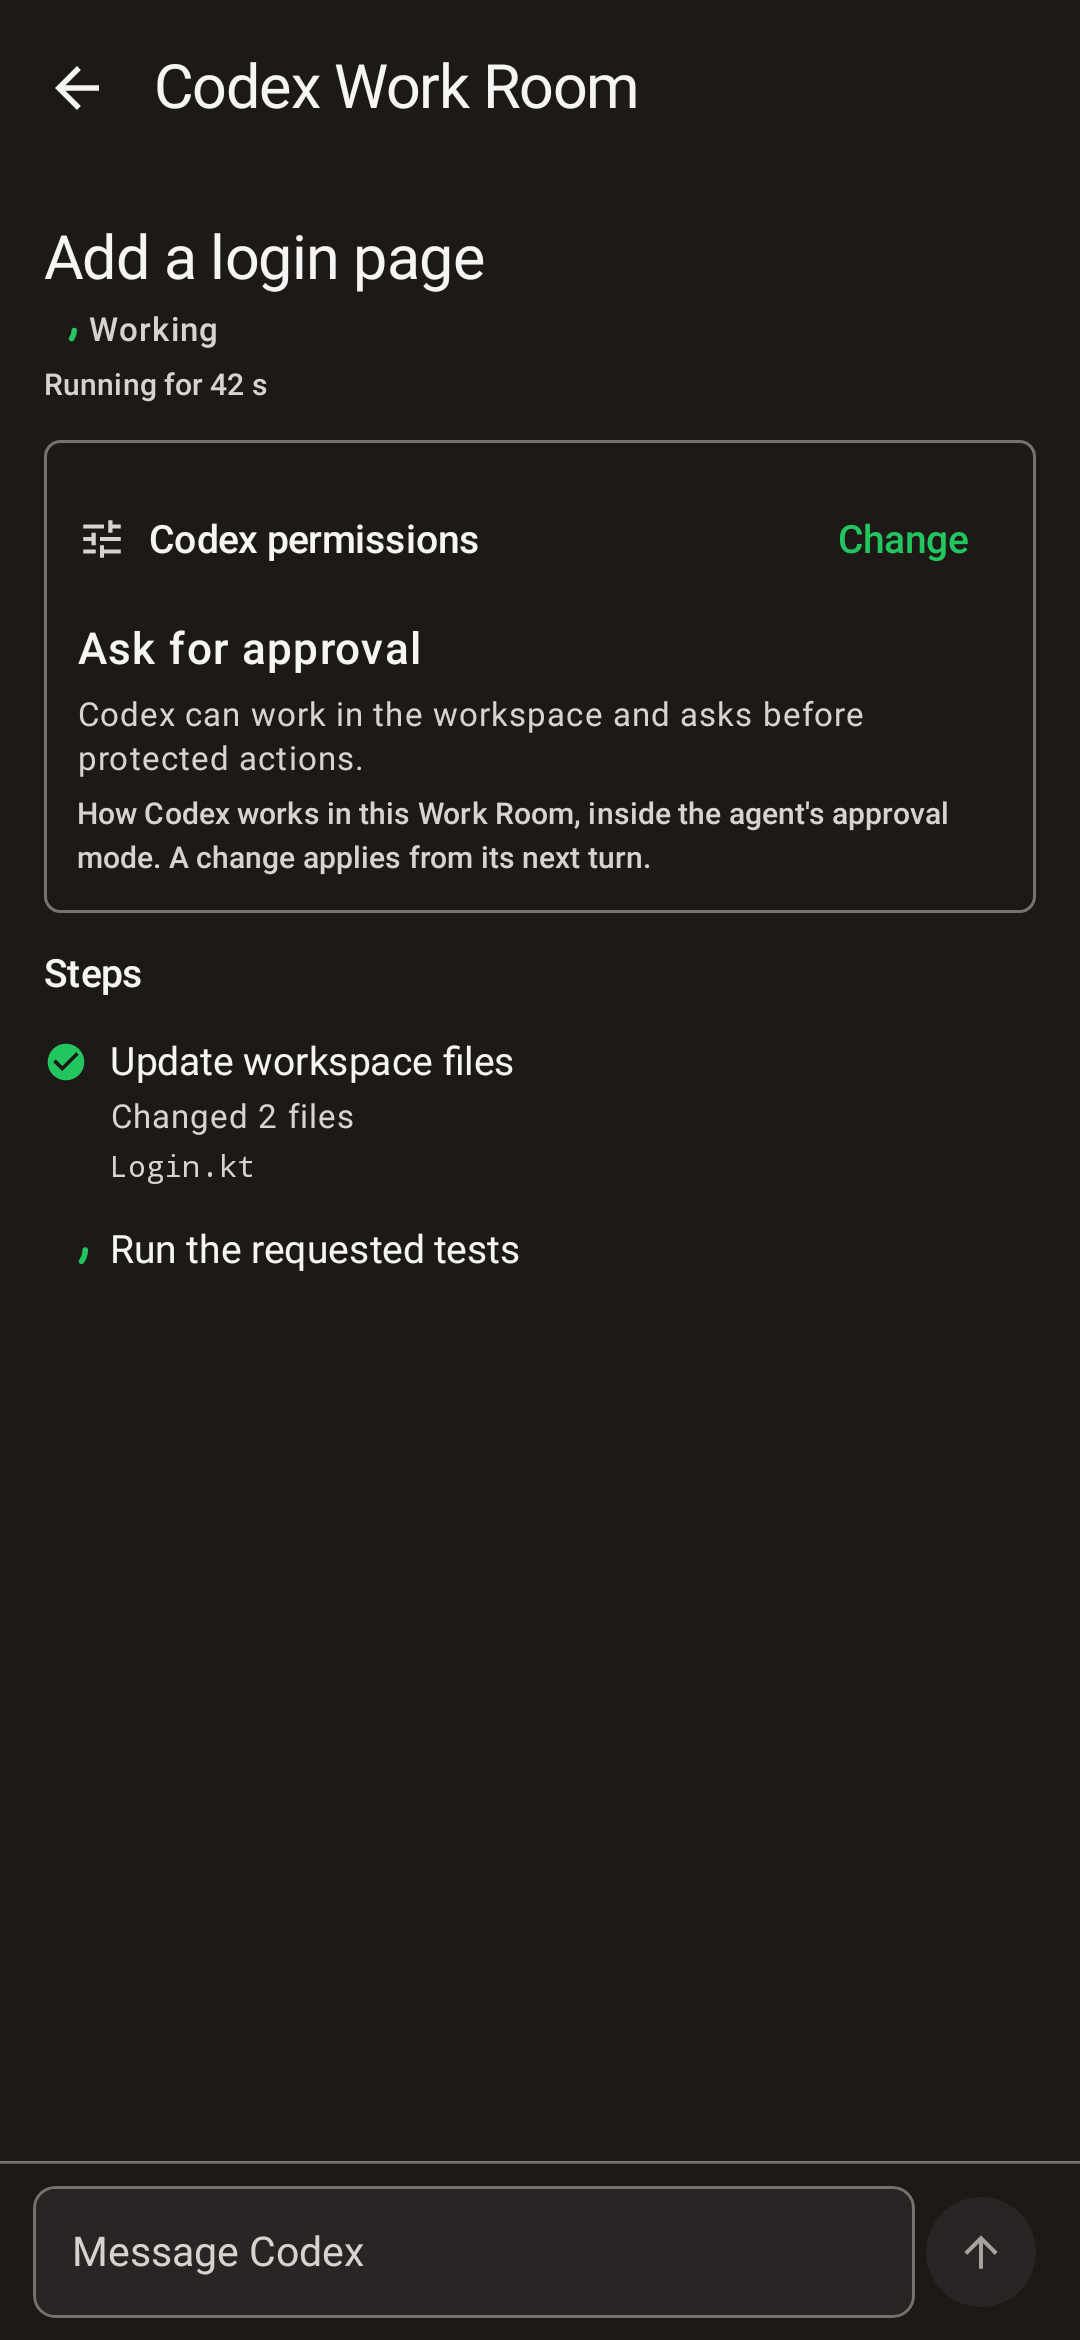 Codex Work Room
Add a login page
Working
Running for 42 s
Codex permissions
Change
Ask for approval
Codex can work in the workspace and asks before
protected actions.
How Codex works in this Work Room, inside the agent's approval
mode. A change applies from its next turn.
Steps
Update workspace files
Changed 2 files
Login.kt
Run the requested tests
Message Codex